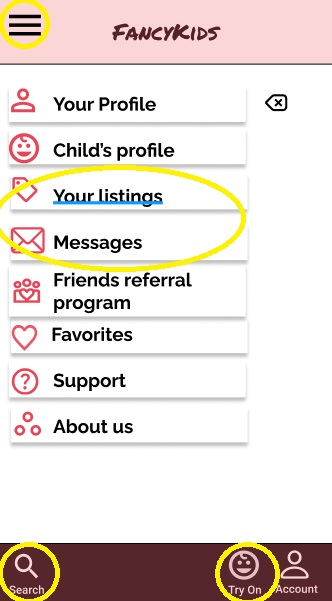 FancyKids
Your Profile
Child's profile
Your listings
Messages
Friends referral
program
Favorites
Support
About us
Search
Try On
Account